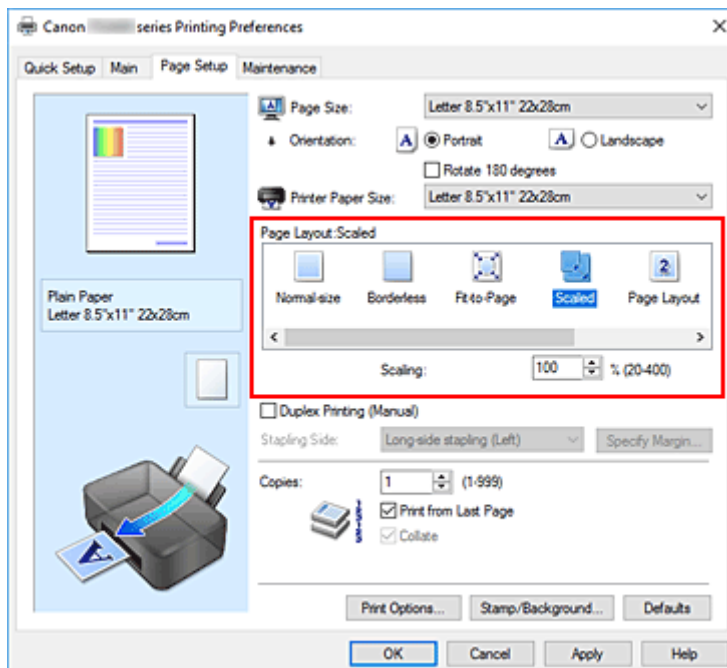 Canon series Printing Preferences
Quick Setup Main Page Setup Maintenance
Page Size: Letter 8.5"x11" 22x28cm
Orientation: A Portrait A Landscape
Rotate 180 degrees
Printer Paper Size: Letter 8.5"x11" 22x28cm
Page Layout:Scaled
2
Normal-size Borderless Fit-to-Page Scaled Page Layout
Scaling: 100 % (20-400)
Plain Paper
Letter 8.5"x11" 22x28cm
Duplex Printing (Manual)
Stapling Side: Long-side stapling (Left) Specify Margin...
Copies: 1 (1-999)
Print from Last Page
Collate
A
Print Options... Stamp/Background... Defaults
OK Cancel Apply Help